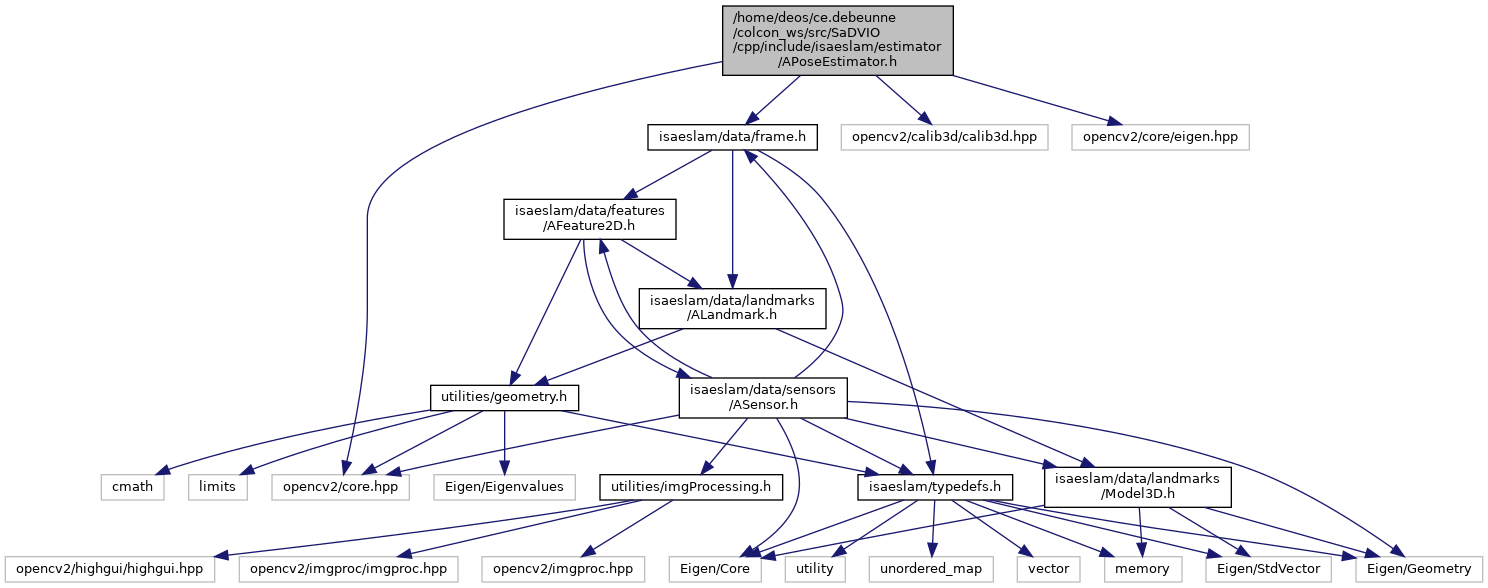 /home/deos/ce.debeunne
/colcon_ws/src/SaDVIO
/cpp/include/isaeslam/estimator
/APoseEstimator.h
isaeslam/data/frame.h
opencv2/calib3d/calib3d.hpp
opencv2/core/eigen.hpp
isaeslam/data/features
/AFeature2D.h
isaeslam/data/landmarks
/ALandmark.h
utilities/geometry.h
isaeslam/data/sensors
/ASensor.h
cmath
limits
opencv2/core.hpp
Eigen/Eigenvalues
utilities/imgProcessing.h
isaeslam/typedefs.h
isaeslam/data/landmarks
/Model3D.h
opencv2/highgui/highgui.hpp
opencv2/imgproc/imgproc.hpp
opencv2/imgproc.hpp
Eigen/Core
utility
unordered_map
vector
memory
Eigen/StdVector
Eigen/Geometry